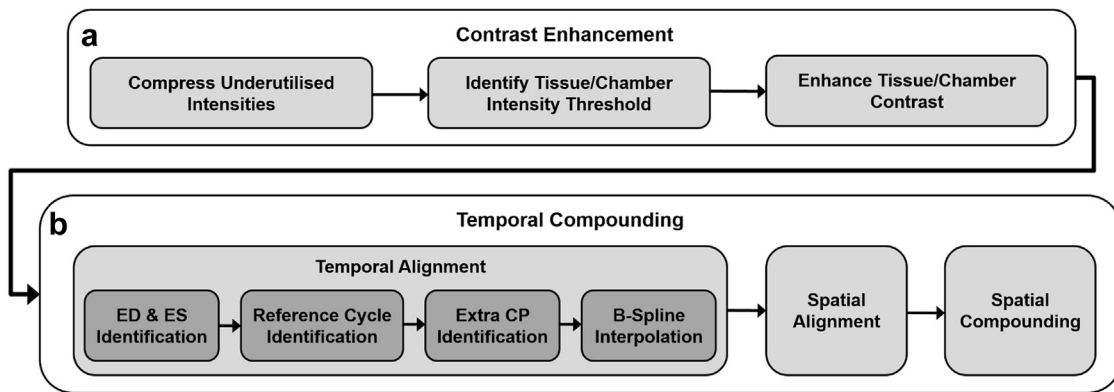 a
Contrast Enhancement
Compress Underutilised
Intensities
Identify Tissue/Chamber
Intensity Threshold
Enhance Tissue/Chamber
Contrast
b
Temporal Compounding
Temporal Alignment
ED & ES
Identification
Reference Cycle
Identification
Extra CP
Identification
B-Spline
Interpolation
Spatial
Alignment
Spatial
Compounding